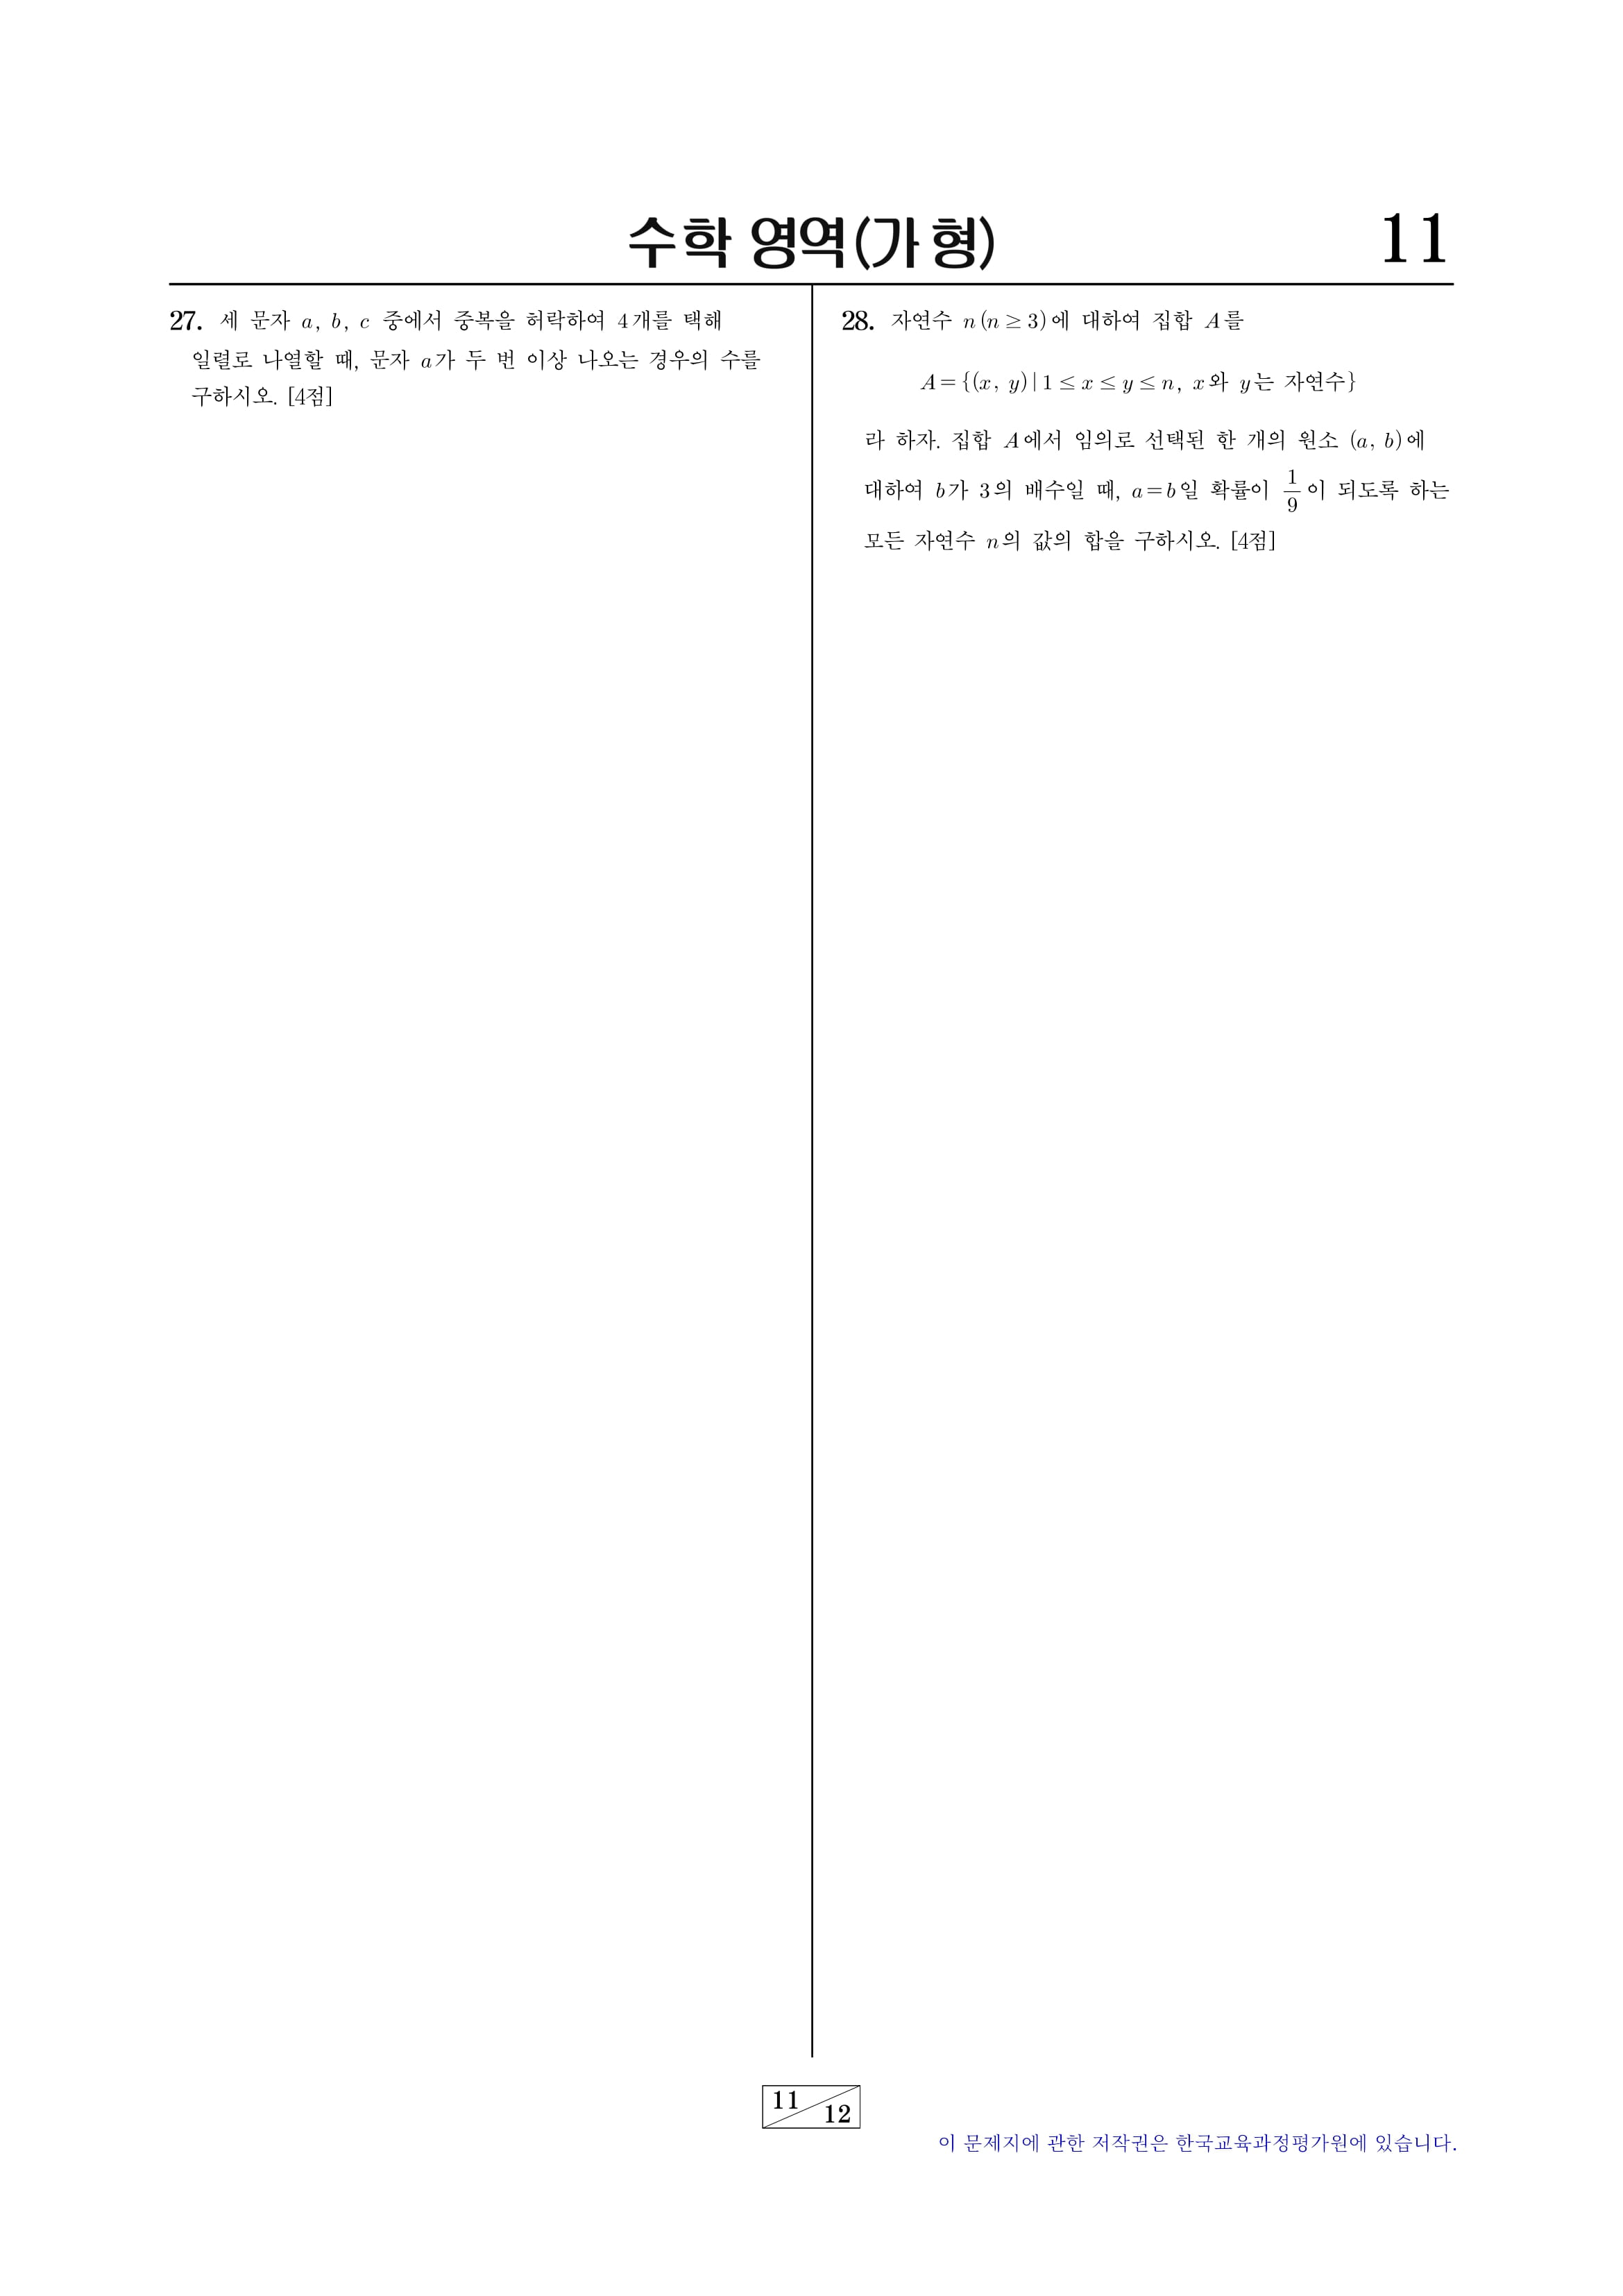 수학 영역(가 형)
11
27. 세 문자 a, b, c 중에서 중복을 허락하여 4개를 택해
일렬로 나열할 때, 문자 a가 두 번 이상 나오는 경우의 수를
구하시오. [4점]
28. 자연수 n(n ≥ 3)에 대하여 집합 A를
A = {(x, y) | 1 ≤ x ≤ y ≤ n, x와 y는 자연수}
라 하자. 집합 A에서 임의로 선택된 한 개의 원소 (a, b)에
대하여 b가 3의 배수일 때, a=b일 확률이 1/9이 되도록 하는
모든 자연수 n의 값의 합을 구하시오. [4점]
11
12
이 문제지에 관한 저작권은 한국교육과정평가원에 있습니다.